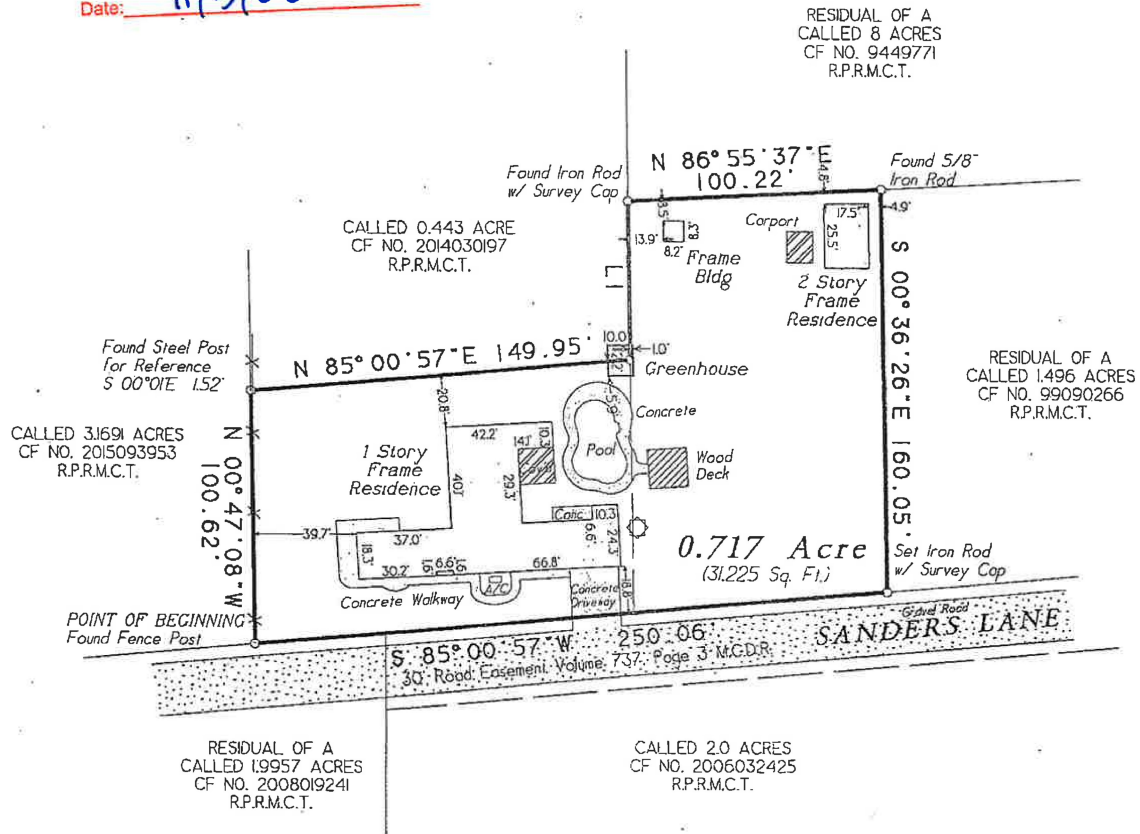 Date:
RESIDUAL OF A
CALLED 8 ACRES
CF NO. 9449771
R.P.R.M.C.T.
N 86° 55' 37" E
100.22'
Found Iron Rod
w/ Survey Cap
Found 5/8"
Iron Rod
CALLED 0.443 ACRE
CF NO. 2014030197
R.P.R.M.C.T.
14.8'
3.5'
13.9'
8.2'
8.3'
Frame
Bldg
Carport
17.5'
25.5'
4.9'
2 Story
Frame
Residence
L1
S 00° 36' 26" E 160.05'
Found Steel Post
for Reference
S 00°01'E 1.52'
N 85° 00' 57" E 149.95'
10.0'
1.0'
Greenhouse
5.9'
RESIDUAL OF A
CALLED 1.496 ACRES
CF NO. 99090266
R.P.R.M.C.T.
CALLED 3.1691 ACRES
CF NO. 2015093953
R.P.R.M.C.T.
N 00° 47' 08" W
100.62'
20.8'
42.2'
14.1'
10.3'
Concrete
Pool
Wood
Deck
1 Story
Frame
Residence
40.1'
29.3'
Conc.
10.3'
6.6'
24.3'
39.7'
37.0'
18.3'
30.2'
1.6'
6.6'
1.6'
66.8'
A/C
Concrete Walkway
Concrete
Driveway
18.8'
0.717 Acre
(31,225 Sq. Ft.)
Set Iron Rod
w/ Survey Cap
POINT OF BEGINNING
Found Fence Post
S 85° 00' 57" W 250.06'
30' Road Easement Volume 737, Page 3 M.C.D.R.
Gravel Road
SANDERS LANE
RESIDUAL OF A
CALLED 1.9957 ACRES
CF NO. 2008019241
R.P.R.M.C.T.
CALLED 2.0 ACRES
CF NO. 2006032425
R.P.R.M.C.T.